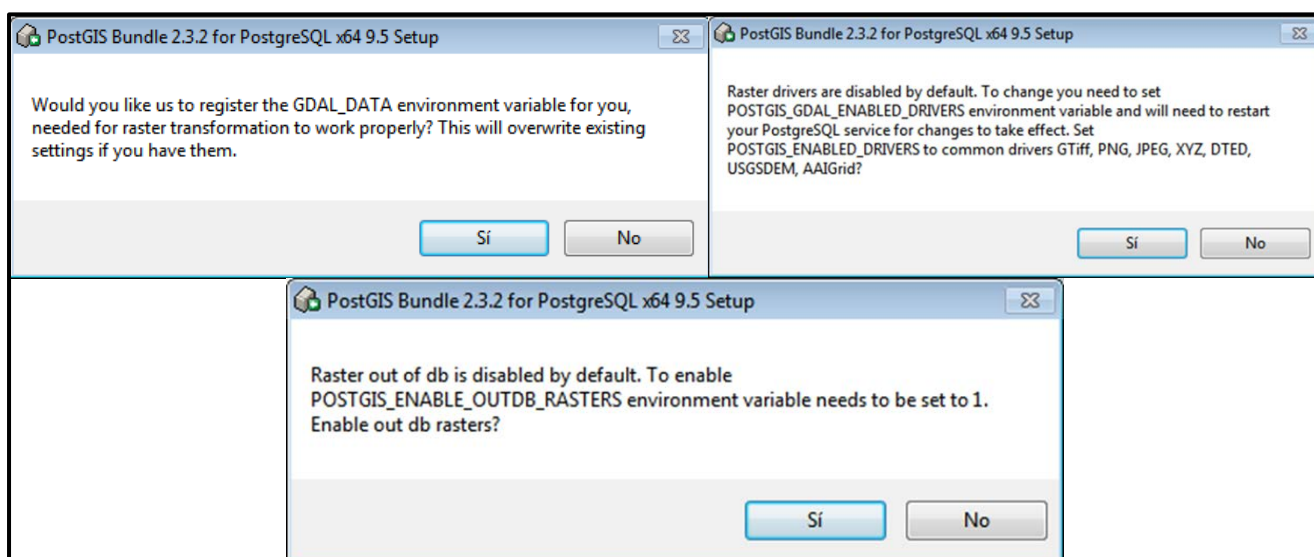 PostGIS Bundle 2.3.2 for PostgreSQL x64 9.5 Setup
Would you like us to register the GDAL_DATA environment variable for you,
needed for raster transformation to work properly? This will overwrite existing
settings if you have them.
Sí
No
PostGIS Bundle 2.3.2 for PostgreSQL x64 9.5 Setup
Raster drivers are disabled by default. To change you need to set
POSTGIS_GDAL_ENABLED_DRIVERS environment variable and will need to restart
your PostgreSQL service for changes to take effect. Set
POSTGIS_ENABLED_DRIVERS to common drivers GTiff, PNG, JPEG, XYZ, DTED,
USGSDEM, AAIGrid?
Sí
No
PostGIS Bundle 2.3.2 for PostgreSQL x64 9.5 Setup
Raster out of db is disabled by default. To enable
POSTGIS_ENABLE_OUTDB_RASTERS environment variable needs to be set to 1.
Enable out db rasters?
Sí
No